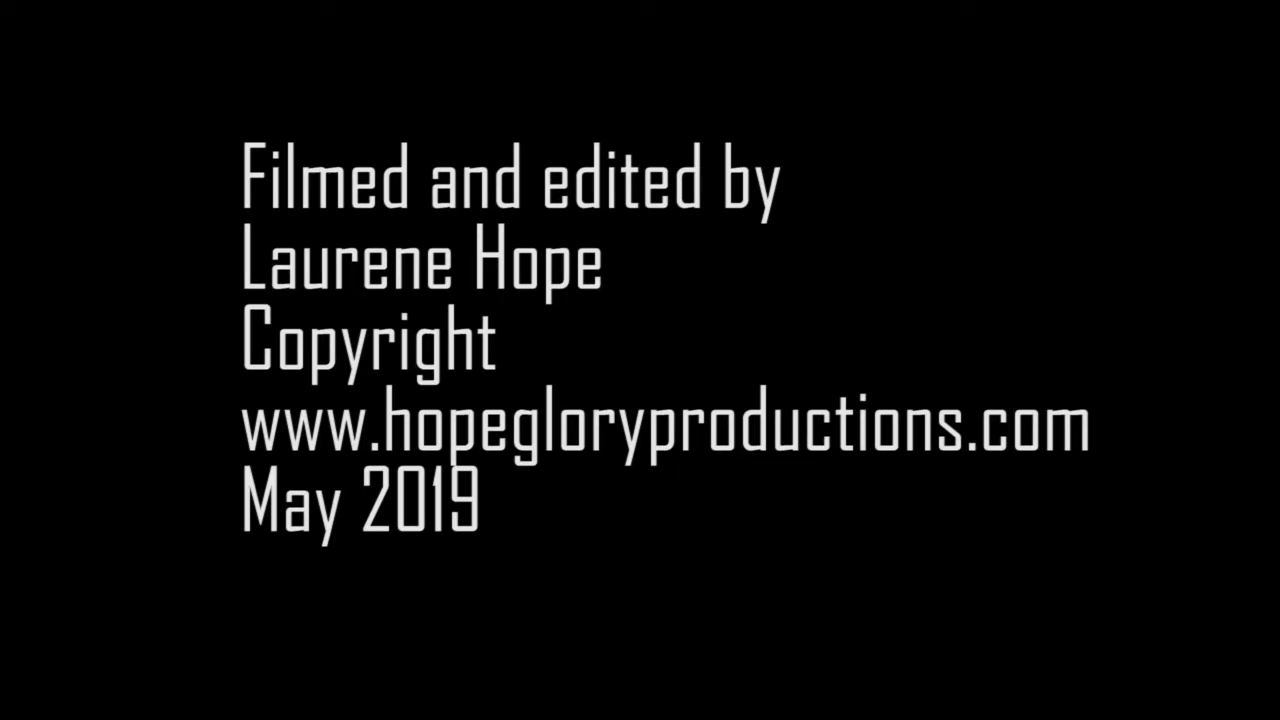 Filmed and edited by
Laurene Hope
Copyright
www.hopegloryproductions.com
May 2019